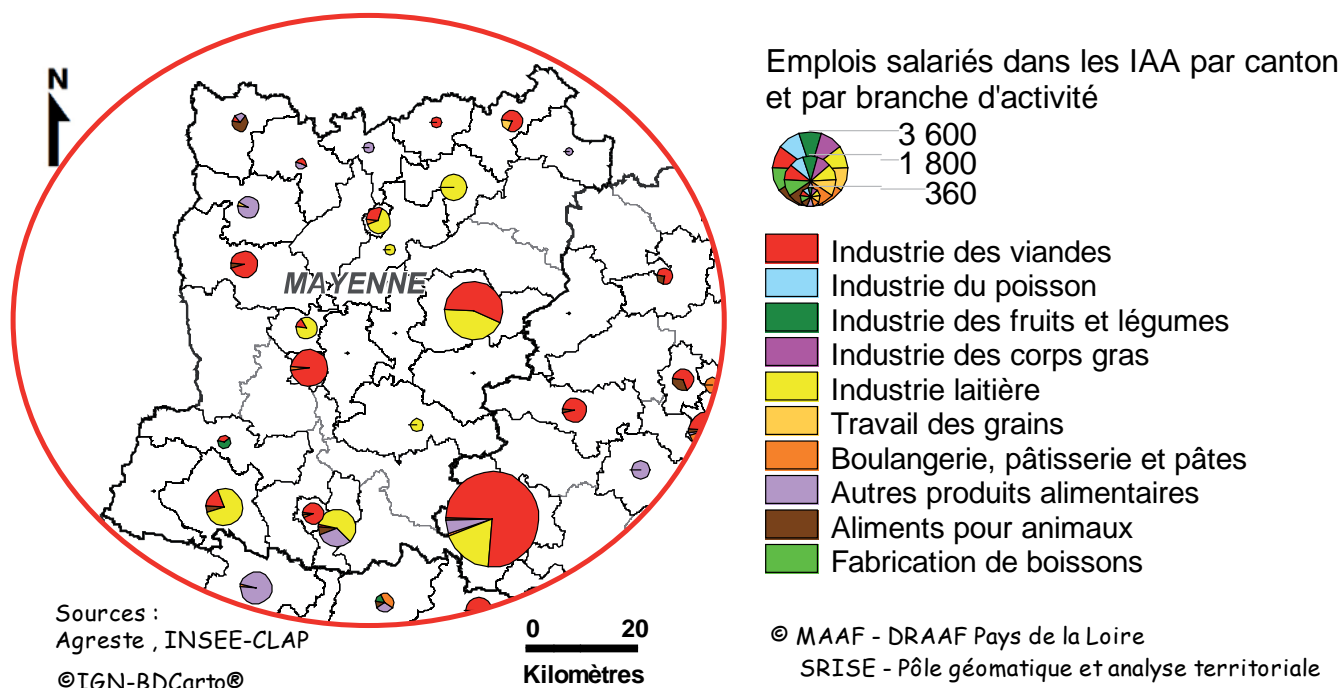 N
MAYENNE
Sources :
Agreste , INSEE-CLAP
©IGN-BDCarto®
0 20
Kilomètres
Emplois salariés dans les IAA par canton
et par branche d'activité
3 600
1 800
360
Industrie des viandes
Industrie du poisson
Industrie des fruits et légumes
Industrie des corps gras
Industrie laitière
Travail des grains
Boulangerie, pâtisserie et pâtes
Autres produits alimentaires
Aliments pour animaux
Fabrication de boissons
© MAAF - DRAAF Pays de la Loire
SRISE - Pôle géomatique et analyse territoriale